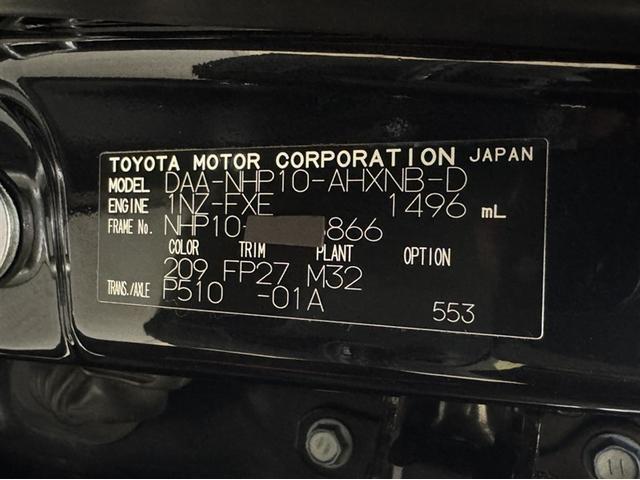 TOYOTA MOTOR CORPORATION JAPAN
MODEL DAA-NHP10-AHXNB-D
ENGINE 1NZ-FXE 1496 mL
FRAME No. NHP10- 866
COLOR TRIM PLANT OPTION
209 FP27 M32
TRANS./AXLE P510 -01A
553